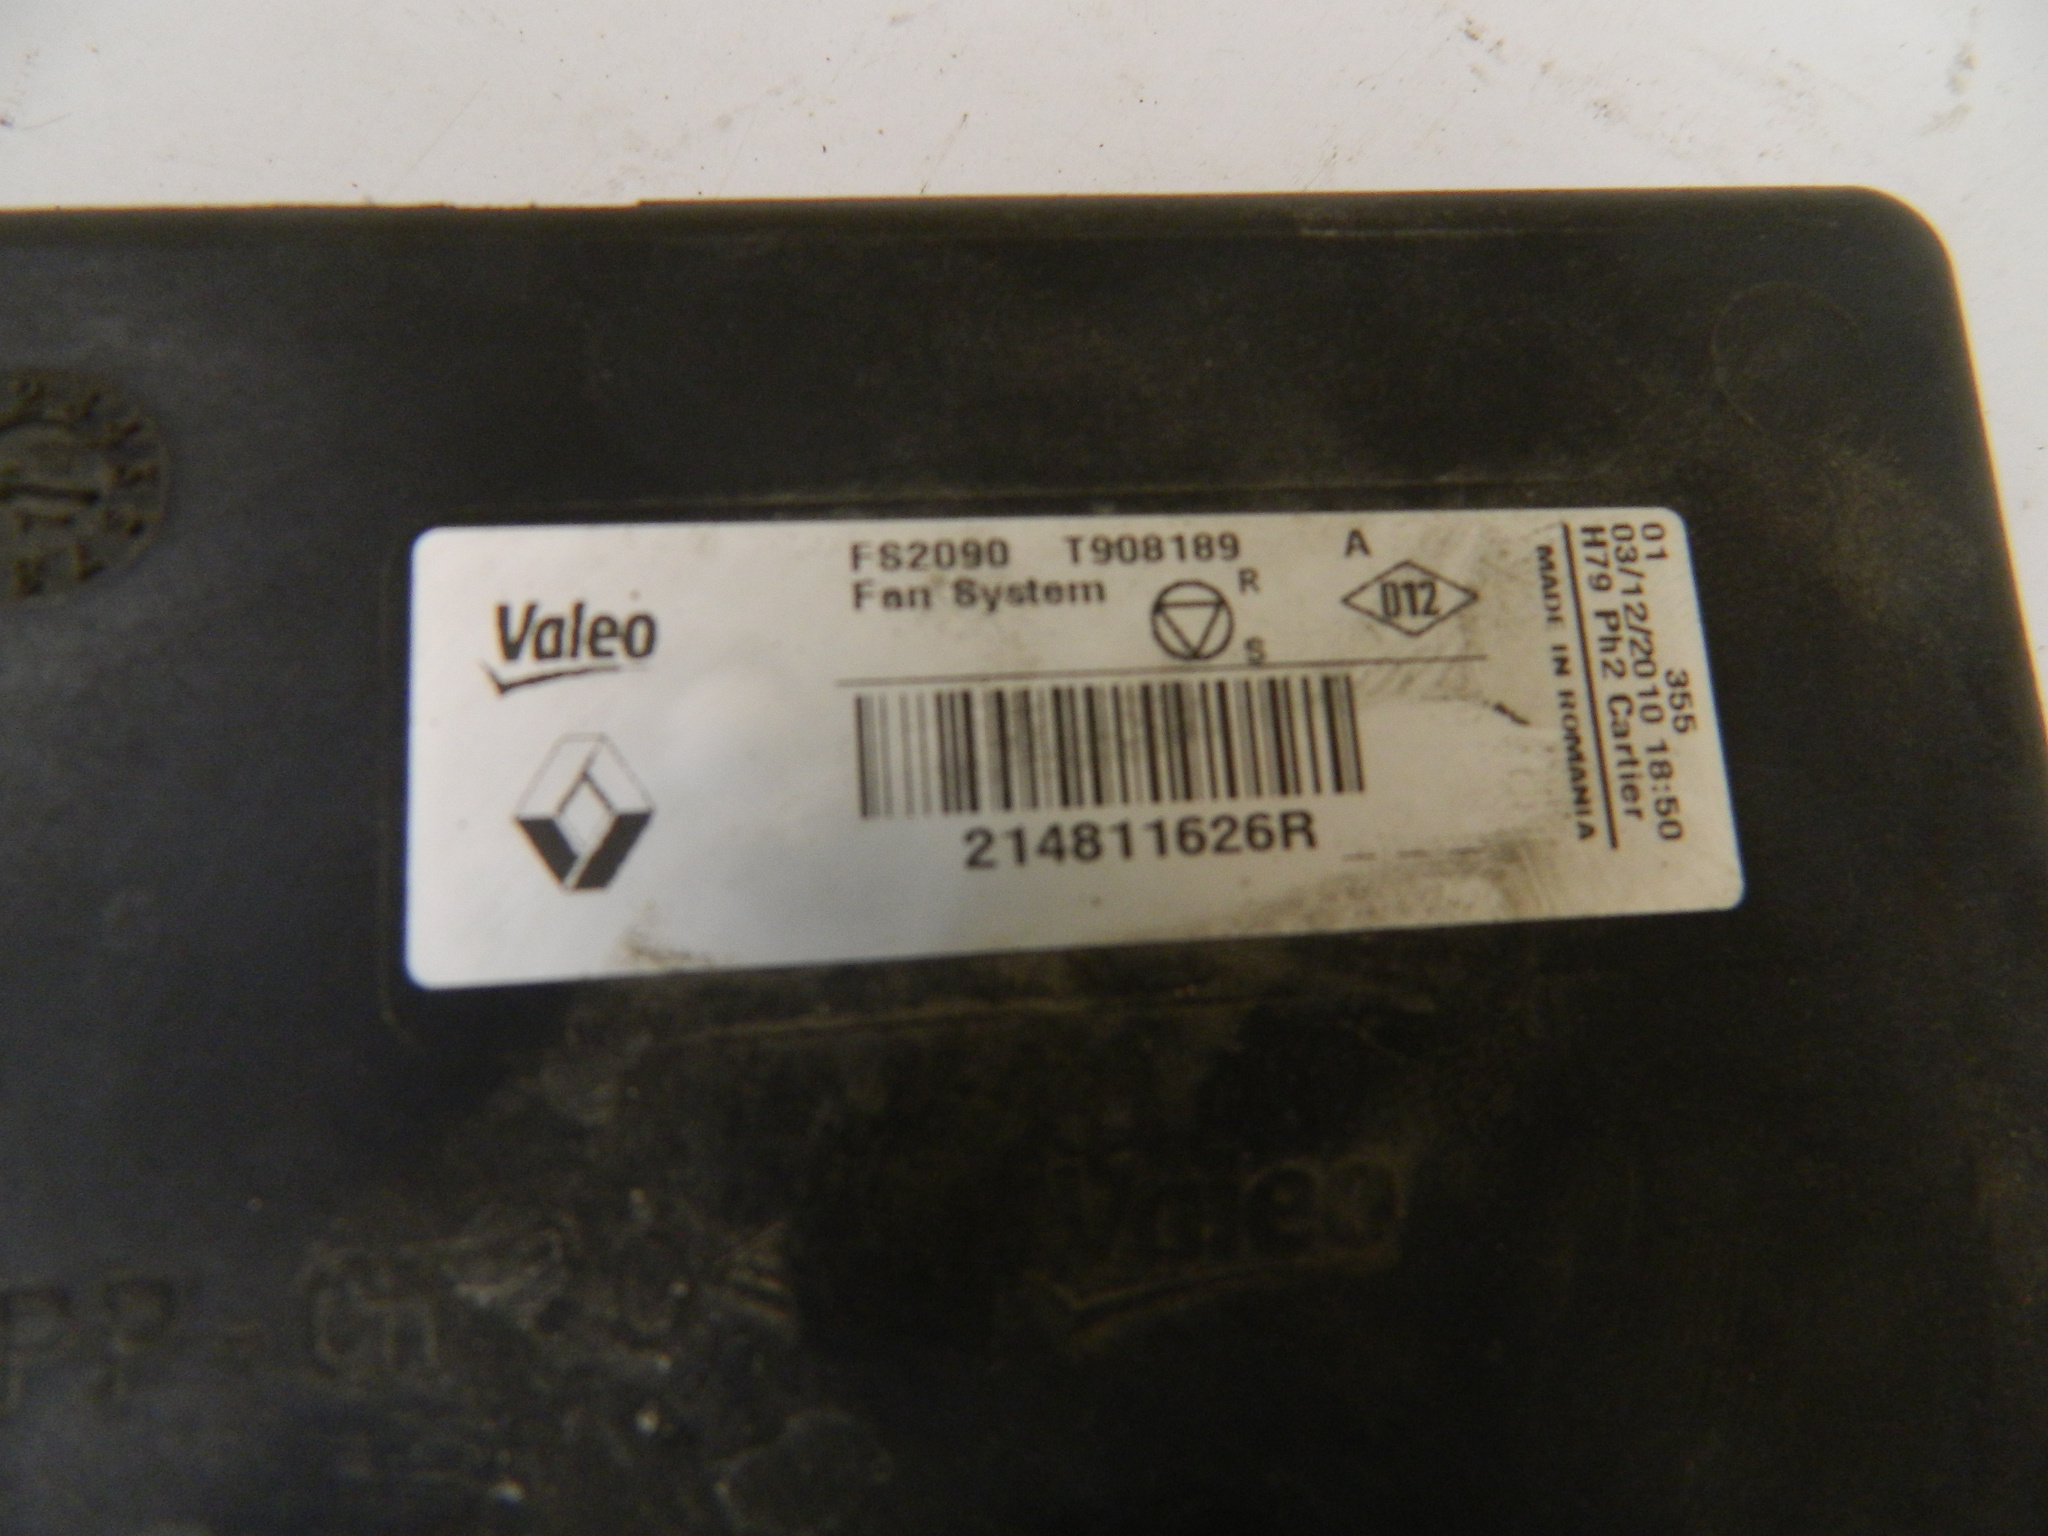 FS2090 T908189 A
Fan System
R
S
D12
Valeo
214811626R
01 355
03/12/2010 18:50
H79 Ph2 Cartier
MADE IN ROMANIA
Valeo